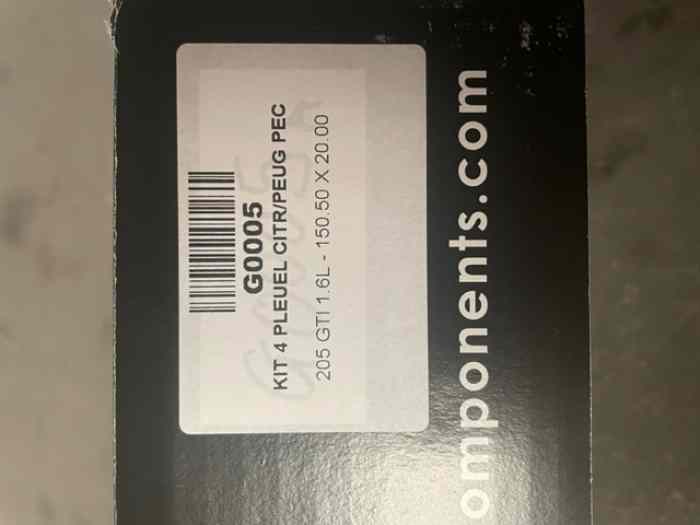 G0005
KIT 4 PLEUEL CITR/PEUG PEC
205 GTI 1.6L - 150.50 X 20.00
omponents.com